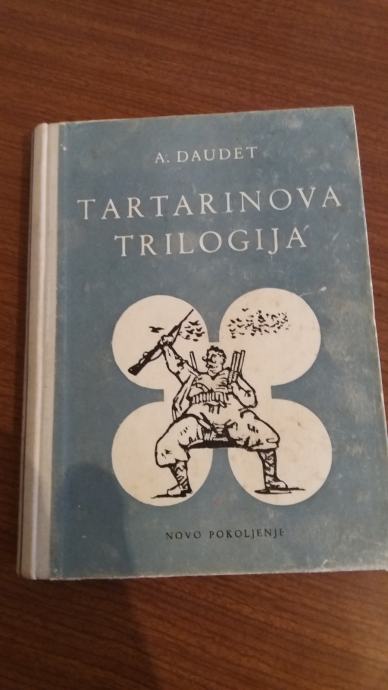 A. DAUDET
TARTARINOVA
TRILOGIJA
NOVO POKOLJENJE